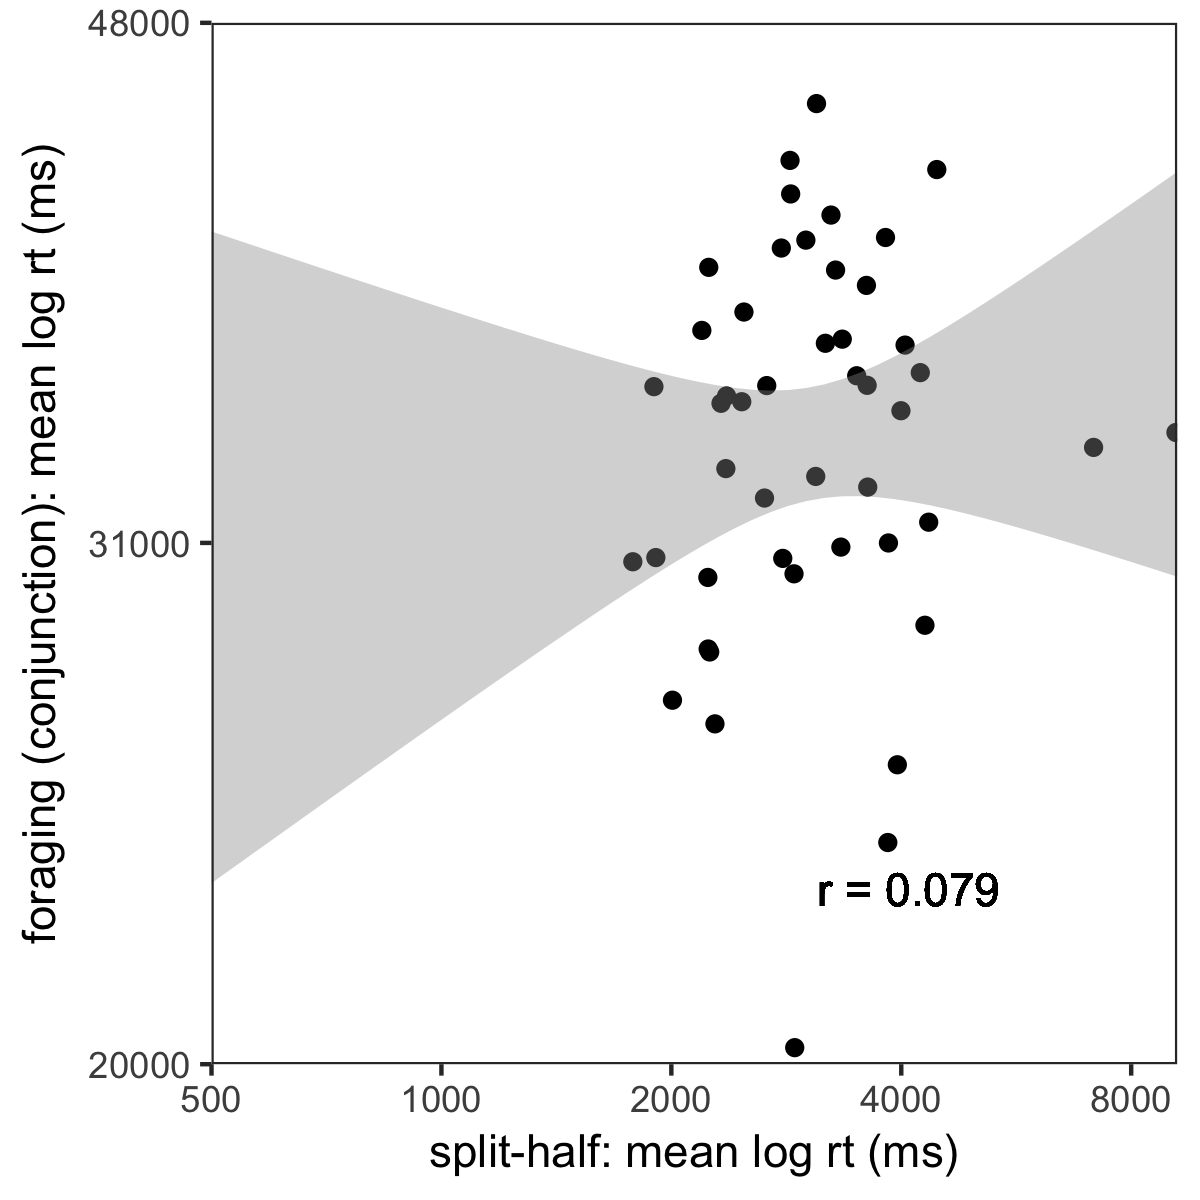 48000
31000
20000
foraging (conjunction): mean log rt (ms)
r = 0.079
500 1000 2000 4000 8000
split-half: mean log rt (ms)